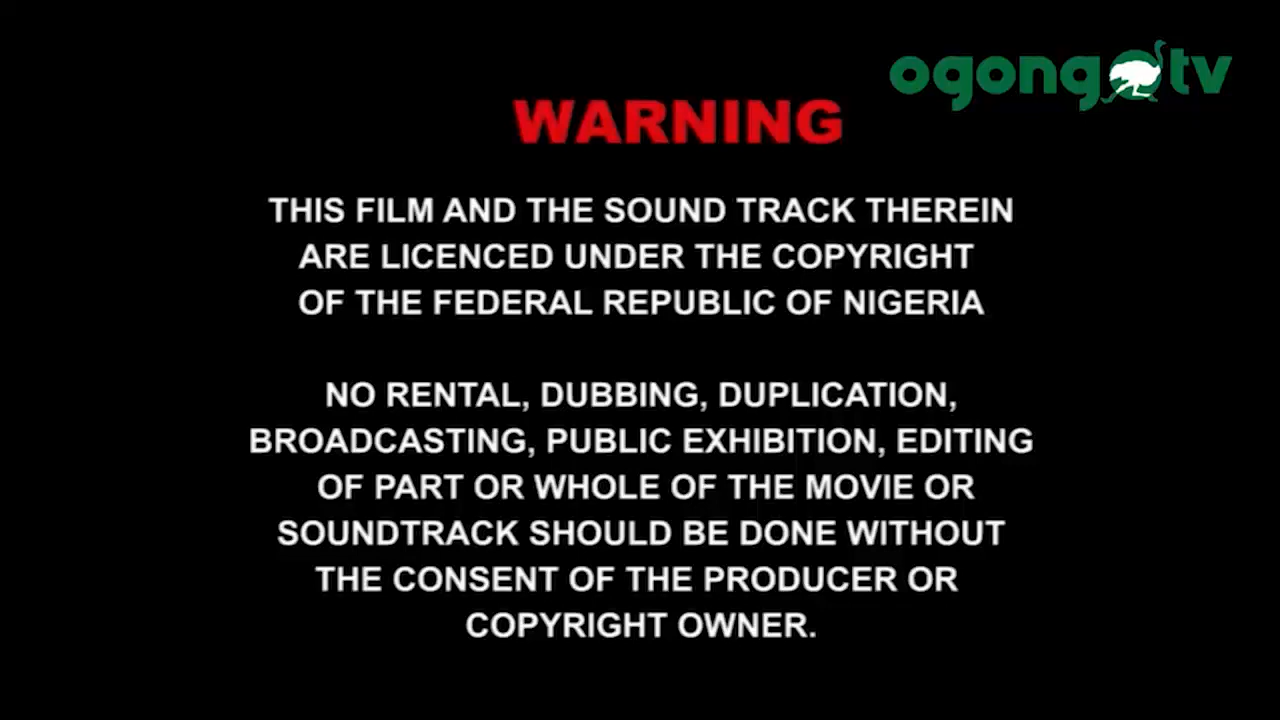 ogongotv
WARNING
THIS FILM AND THE SOUND TRACK THEREIN
ARE LICENCED UNDER THE COPYRIGHT
OF THE FEDERAL REPUBLIC OF NIGERIA
NO RENTAL, DUBBING, DUPLICATION,
BROADCASTING, PUBLIC EXHIBITION, EDITING
OF PART OR WHOLE OF THE MOVIE OR
SOUNDTRACK SHOULD BE DONE WITHOUT
THE CONSENT OF THE PRODUCER OR
COPYRIGHT OWNER.